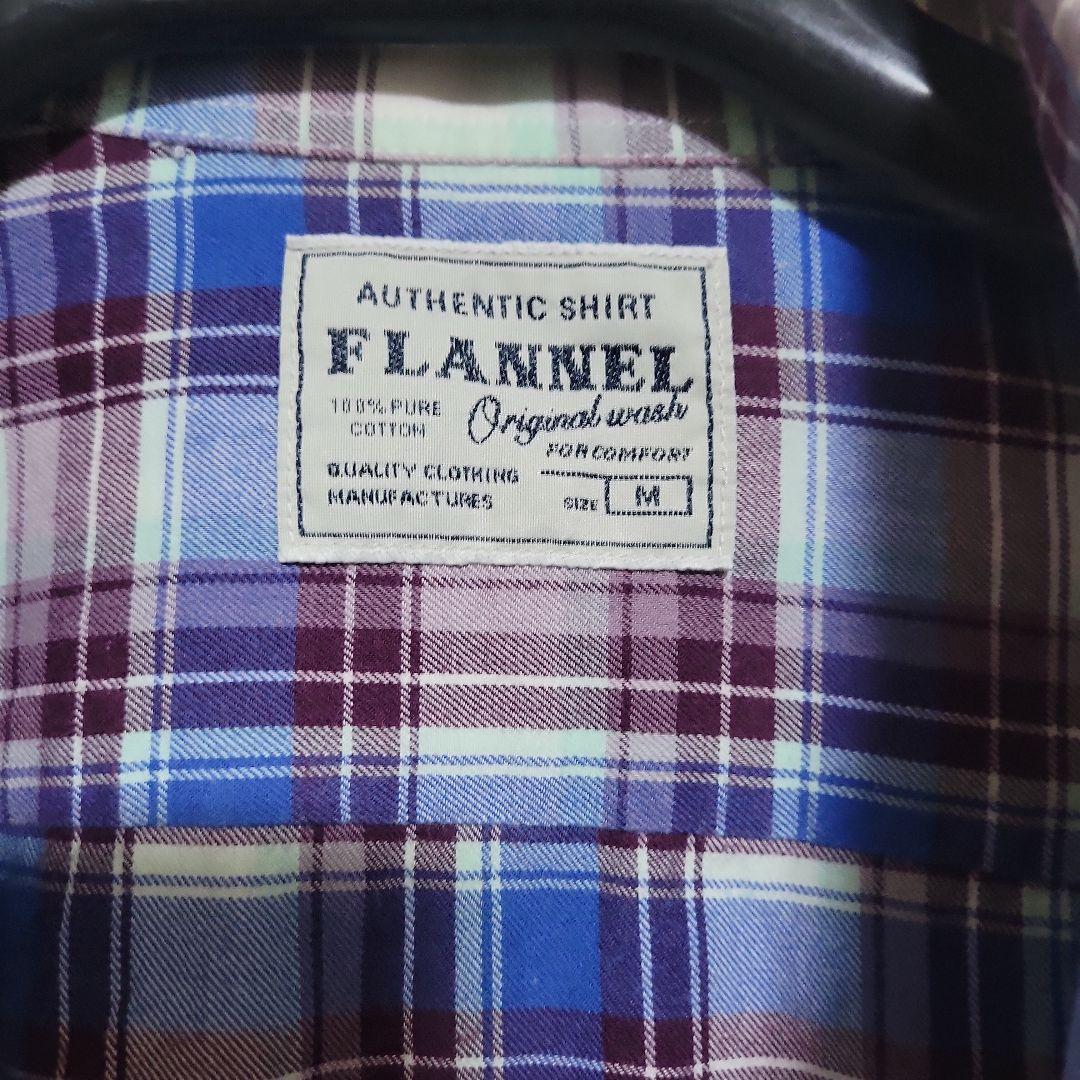 AUTHENTIC SHIRT
FLANNEL
100% PURE
COTTON
Original wash
FOR COMFORT
QUALITY CLOTHING
MANUFACTURES
SIZE M